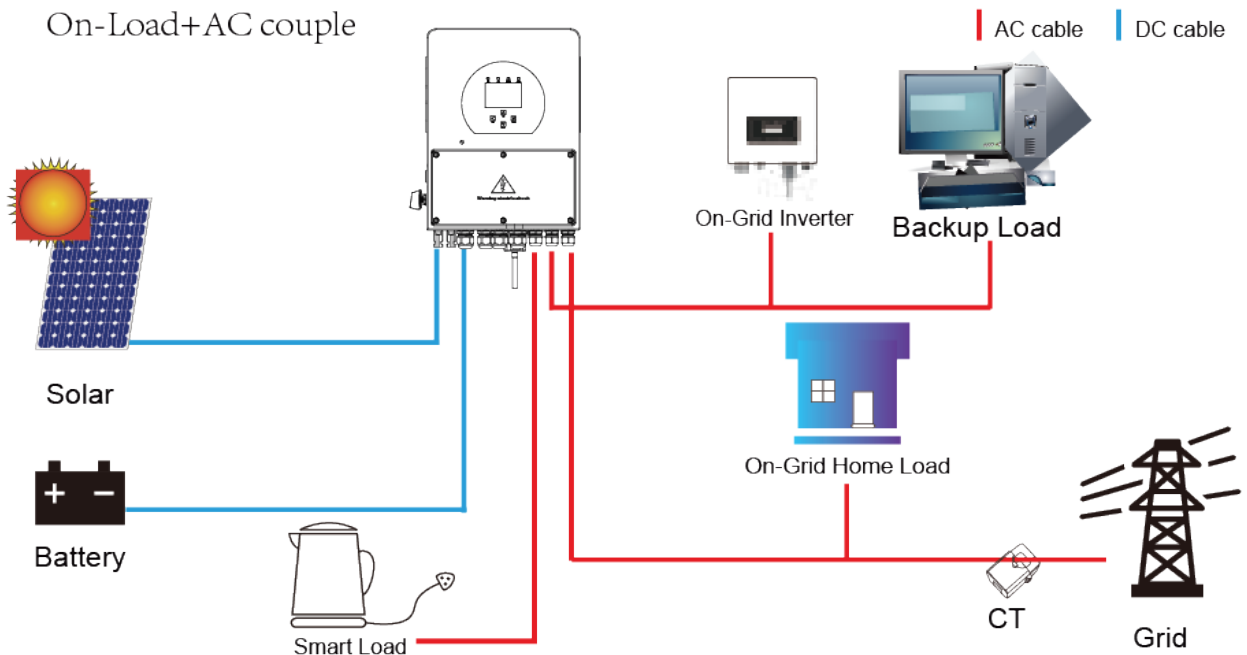 On-Load+AC couple
AC cable
DC cable
On-Grid Inverter
Backup Load
Solar
On-Grid Home Load
Battery
Smart Load
CT
Grid